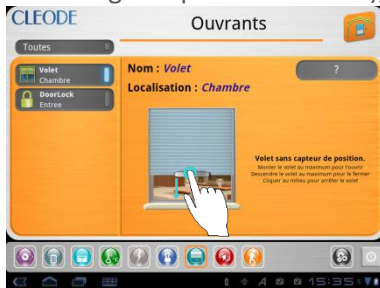 CLEODE
Ouvrants
Toutes
Volet
Chambre
DoorLock
Entree
Nom : Volet
?
Localisation : Chambre
Volet sans capteur de position.
Monter le volet au maximum pour l'ouvrir
Descendre le volet au maximum pour le fermer
Cliquer au milieu pour arrêter le volet
15:35